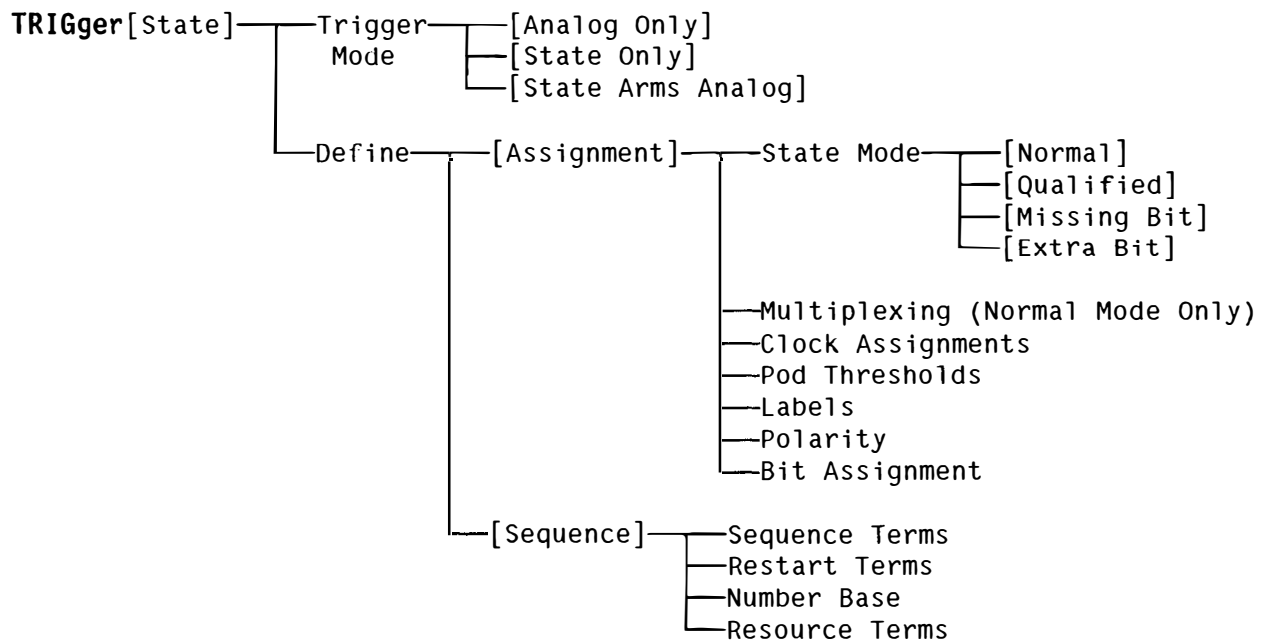 TRIGger[State] Trigger Mode [Analog Only]
[State Only]
[State Arms Analog]
Define [Assignment] State Mode [Normal]
[Qualified]
[Missing Bit]
[Extra Bit]
Multiplexing (Normal Mode Only)
Clock Assignments
Pod Thresholds
Labels
Polarity
Bit Assignment
[Sequence] Sequence Terms
Restart Terms
Number Base
Resource Terms